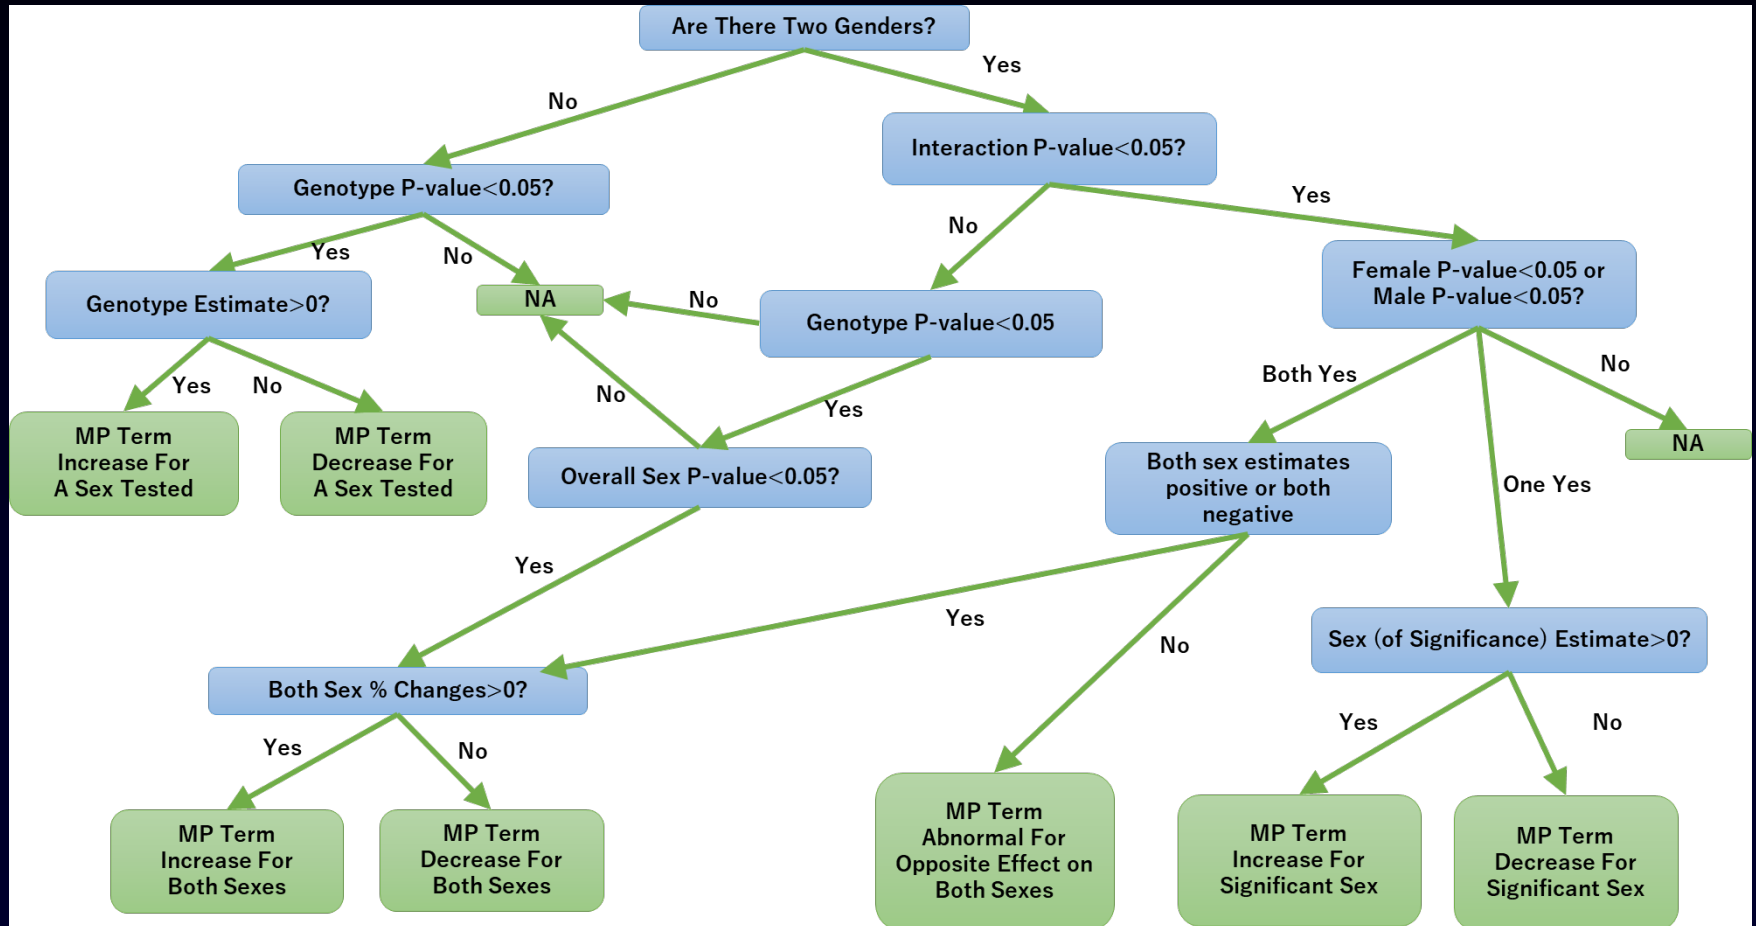 Are There Two Genders?
Yes
No
Interaction P-value<0.05?
Genotype P-value<0.05?
Yes
No
Yes
No
Female P-value<0.05 or
Male P-value<0.05?
Genotype Estimate>0?
NA
No
Genotype P-value<0.05
Yes
No
No
Yes
Both Yes
No
One Yes
NA
MP Term
Increase For
A Sex Tested
MP Term
Decrease For
A Sex Tested
Overall Sex P-value<0.05?
Both sex estimates
positive or both
negative
Yes
Yes
No
Sex (of Significance) Estimate>0?
Both Sex % Changes>0?
Yes
No
Yes
No
MP Term
Increase For
Both Sexes
MP Term
Decrease For
Both Sexes
MP Term
Abnormal For
Opposite Effect on
Both Sexes
MP Term
Increase For
Significant Sex
MP Term
Decrease For
Significant Sex